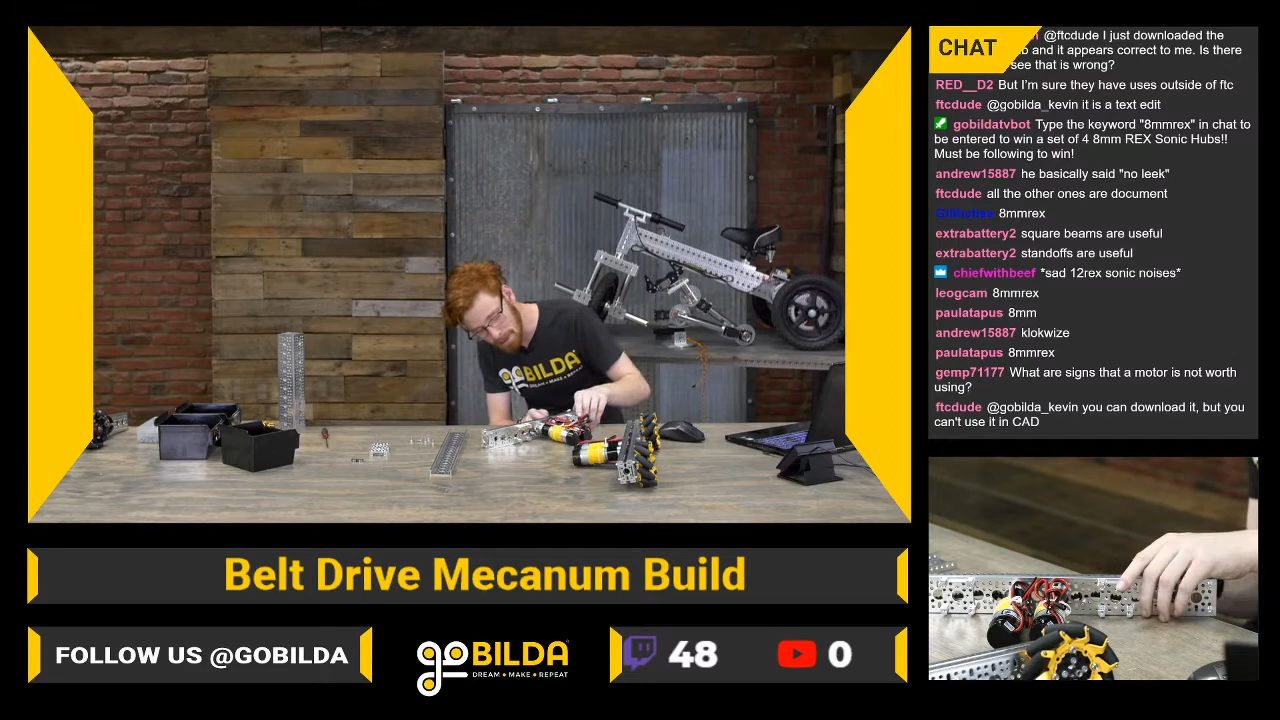 CHAT
@ftcdude I just downloaded the
and it appears correct to me. Is there
see that is wrong?
RED__D2 But I'm sure they have uses outside of ftc
ftcdude @gobilda_kevin it is a text edit
gobildatvbot Type the keyword "8mmrex" in chat to
be entered to win a set of 4 8mm REX Sonic Hubs!!
Must be following to win!
andrew15887 he basically said "no leek"
ftcdude all the other ones are document
8mmrex
extrabattery2 square beams are useful
extrabattery2 standoffs are useful
chiefwithbeef *sad 12rex sonic noises*
leogcam 8mmrex
paulatapus 8mm
andrew15887 klokwize
paulatapus 8mmrex
gemp71177 What are signs that a motor is not worth
using?
ftcdude @gobilda_kevin you can download it, but you
can't use it in CAD
goBILDA
DREAM • MAKE • REPEAT
Belt Drive Mecanum Build
FOLLOW US @GOBILDA
goBILDA
DREAM • MAKE • REPEAT
48
0